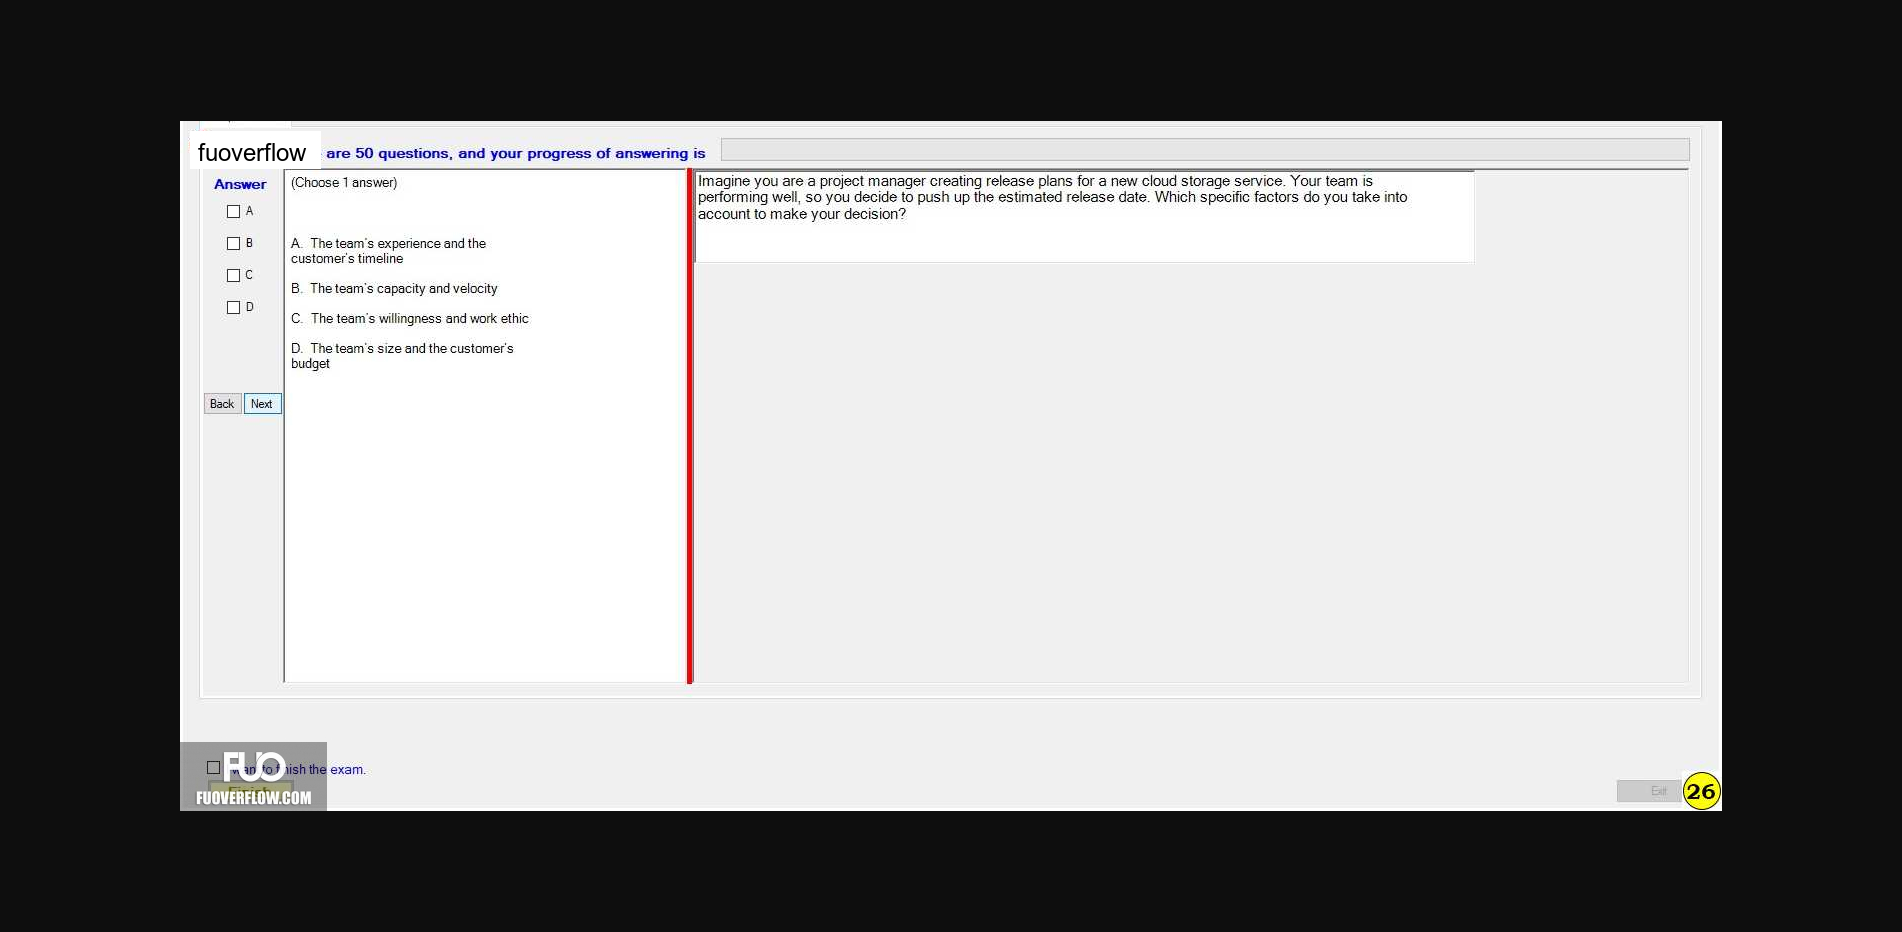 fuoverflow are 50 questions, and your progress of answering is
Answer
A
B
C
D
Back Next
(Choose 1 answer)
A. The team's experience and the
customer's timeline
B. The team's capacity and velocity
C. The team's willingness and work ethic
D. The team's size and the customer's
budget
Imagine you are a project manager creating release plans for a new cloud storage service. Your team is
performing well, so you decide to push up the estimated release date. Which specific factors do you take into
account to make your decision?
FUO
want to finish the exam.
Finish
FUOVERFLOW.COM
Exit
26